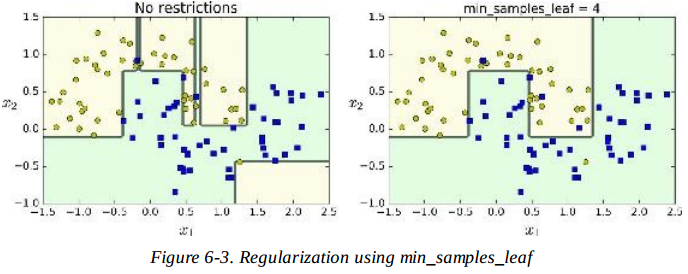 No restrictions
min_samples_leaf = 4
1.5
1.0
0.5
0.0
−0.5
−1.0
x2
−1.5 −1.0 −0.5 0.0 0.5 1.0 1.5 2.0 2.5
x1
1.5
1.0
0.5
0.0
−0.5
−1.0
x2
−1.5 −1.0 −0.5 0.0 0.5 1.0 1.5 2.0 2.5
x1
Figure 6-3. Regularization using min_samples_leaf